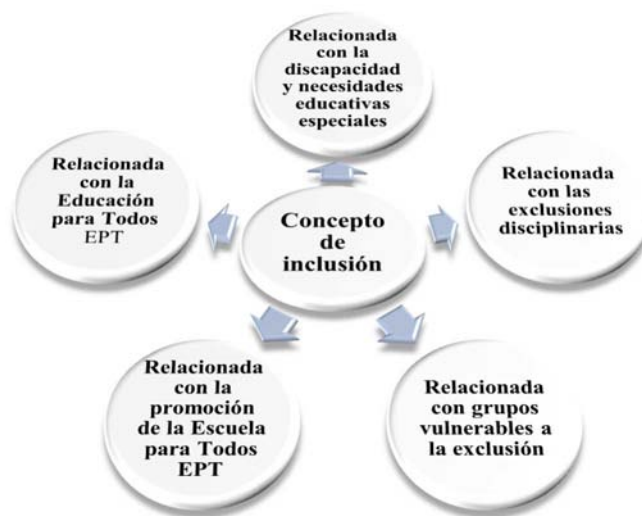 Relacionada
con la
discapacidad
y necesidades
educativas
especiales
Relacionada
con la
Educación
para Todos
EPT
Concepto
de
inclusión
Relacionada
con las
exclusiones
disciplinarias
Relacionada
con la
promoción
de la Escuela
para Todos
EPT
Relacionada
con grupos
vulnerables a
la exclusión